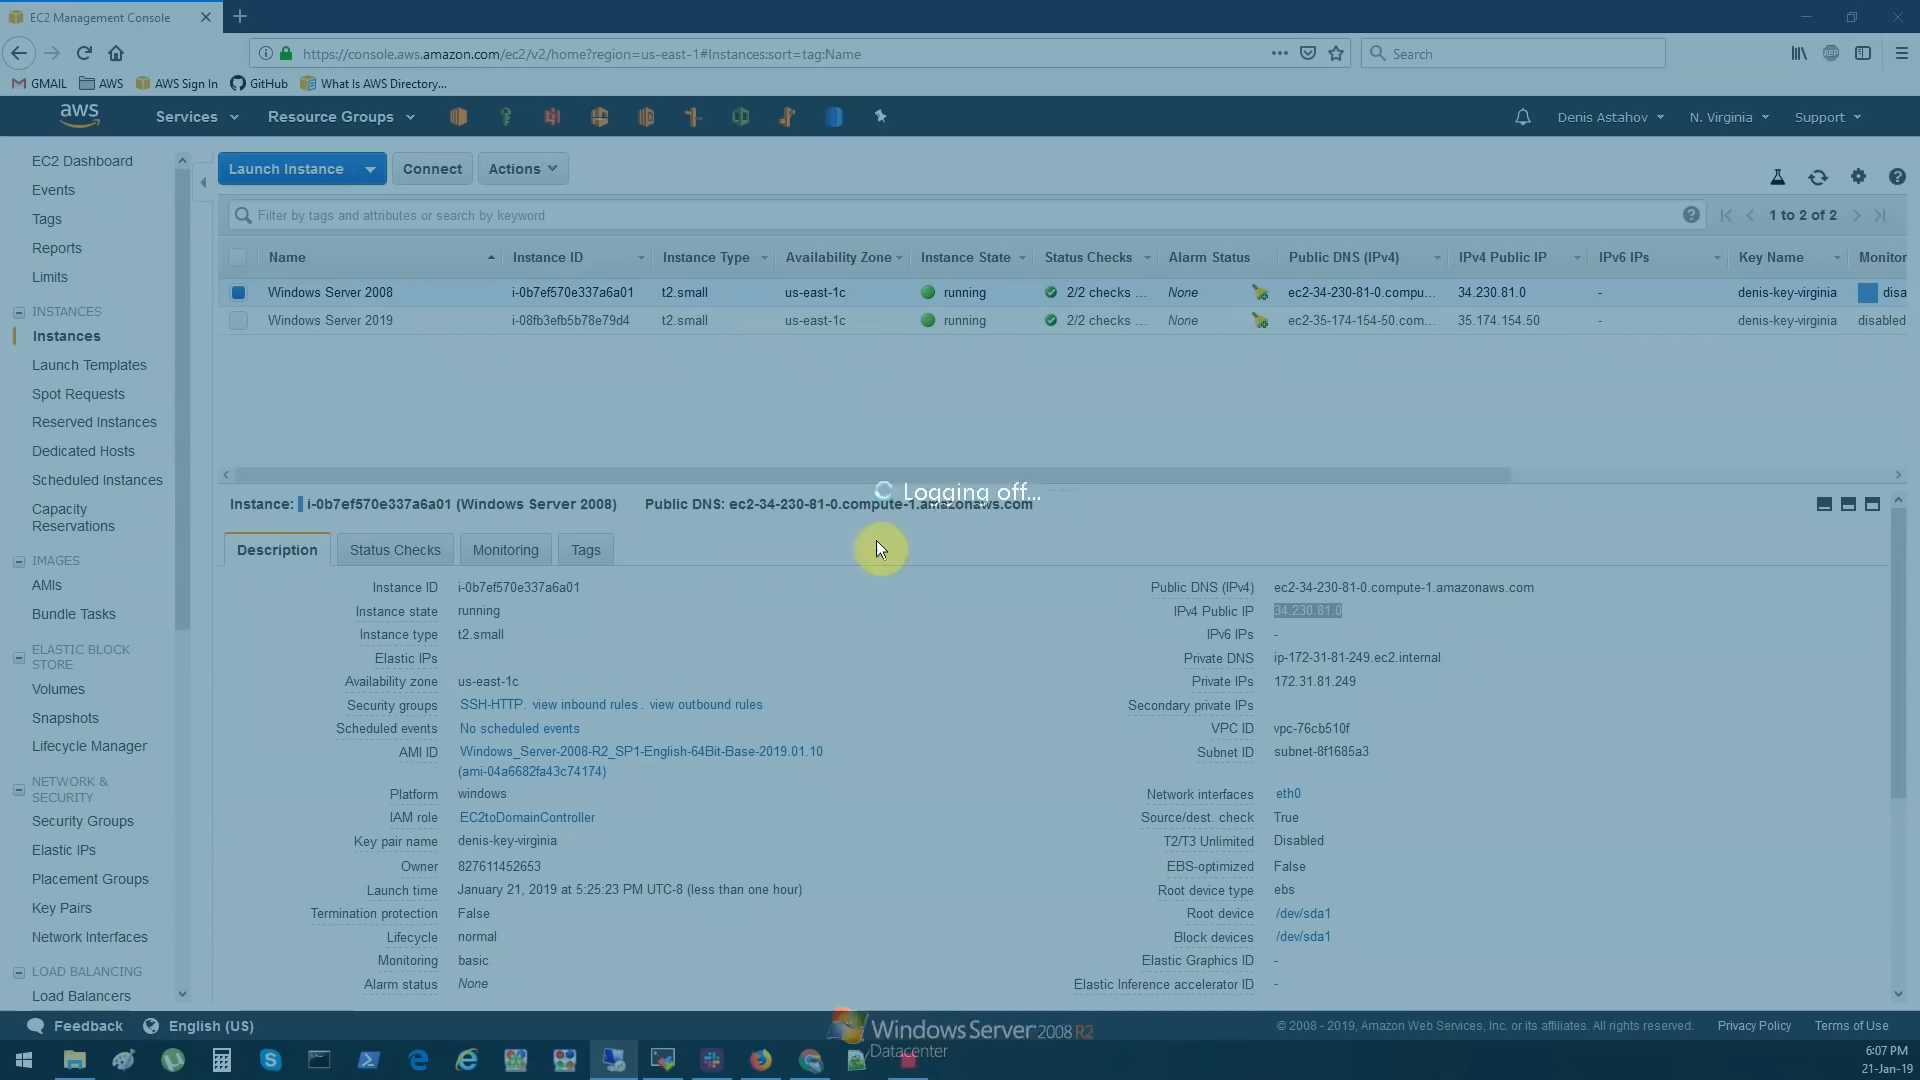 EC2 Management Console
https://console.aws.amazon.com/ec2/v2/home?region=us-east-1#Instances:sort=tag:Name
Search
GMAIL
AWS
AWS Sign In
GitHub
What Is AWS Directory...
aws
Services
Resource Groups
Denis Astahov
N. Virginia
Support
EC2 Dashboard
Events
Tags
Reports
Limits
INSTANCES
Instances
Launch Templates
Spot Requests
Reserved Instances
Dedicated Hosts
Scheduled Instances
Capacity
Reservations
IMAGES
AMIs
Bundle Tasks
ELASTIC BLOCK
STORE
Volumes
Snapshots
Lifecycle Manager
NETWORK &
SECURITY
Security Groups
Elastic IPs
Placement Groups
Key Pairs
Network Interfaces
LOAD BALANCING
Load Balancers
Launch Instance
Connect
Actions
Filter by tags and attributes or search by keyword
1 to 2 of 2
Name Instance ID Instance Type Availability Zone Instance State Status Checks Alarm Status Public DNS (IPv4) IPv4 Public IP IPv6 IPs Key Name Monitor
Windows Server 2008 i-0b7ef570e337a6a01 t2.small us-east-1c running 2/2 checks ... None ec2-34-230-81-0.compu... 34.230.81.0 - denis-key-virginia disa
Windows Server 2019 i-08fb3efb5b78e79d4 t2.small us-east-1c running 2/2 checks ... None ec2-35-174-154-50.com... 35.174.154.50 - denis-key-virginia disabled
Logging off...
Instance: i-0b7ef570e337a6a01 (Windows Server 2008) Public DNS: ec2-34-230-81-0.compute-1.amazonaws.com
Description
Status Checks
Monitoring
Tags
Instance ID i-0b7ef570e337a6a01
Instance state running
Instance type t2.small
Elastic IPs
Availability zone us-east-1c
Security groups SSH-HTTP. view inbound rules. view outbound rules
Scheduled events No scheduled events
AMI ID Windows_Server-2008-R2_SP1-English-64Bit-Base-2019.01.10
(ami-04a6682fa43c74174)
Platform windows
IAM role EC2toDomainController
Key pair name denis-key-virginia
Owner 827611452653
Launch time January 21, 2019 at 5:25:23 PM UTC-8 (less than one hour)
Termination protection False
Lifecycle normal
Monitoring basic
Alarm status None
Public DNS (IPv4) ec2-34-230-81-0.compute-1.amazonaws.com
IPv4 Public IP 34.230.81.0
IPv6 IPs -
Private DNS ip-172-31-81-249.ec2.internal
Private IPs 172.31.81.249
Secondary private IPs
VPC ID vpc-76cb510f
Subnet ID subnet-8f1685a3
Network interfaces eth0
Source/dest. check True
T2/T3 Unlimited Disabled
EBS-optimized False
Root device type ebs
Root device /dev/sda1
Block devices /dev/sda1
Elastic Graphics ID -
Elastic Inference accelerator ID -
Feedback
English (US)
Windows Server 2008 R2
Datacenter
© 2008 - 2019, Amazon Web Services, Inc. or its affiliates. All rights reserved.
Privacy Policy
Terms of Use
6:07 PM
21-Jan-19